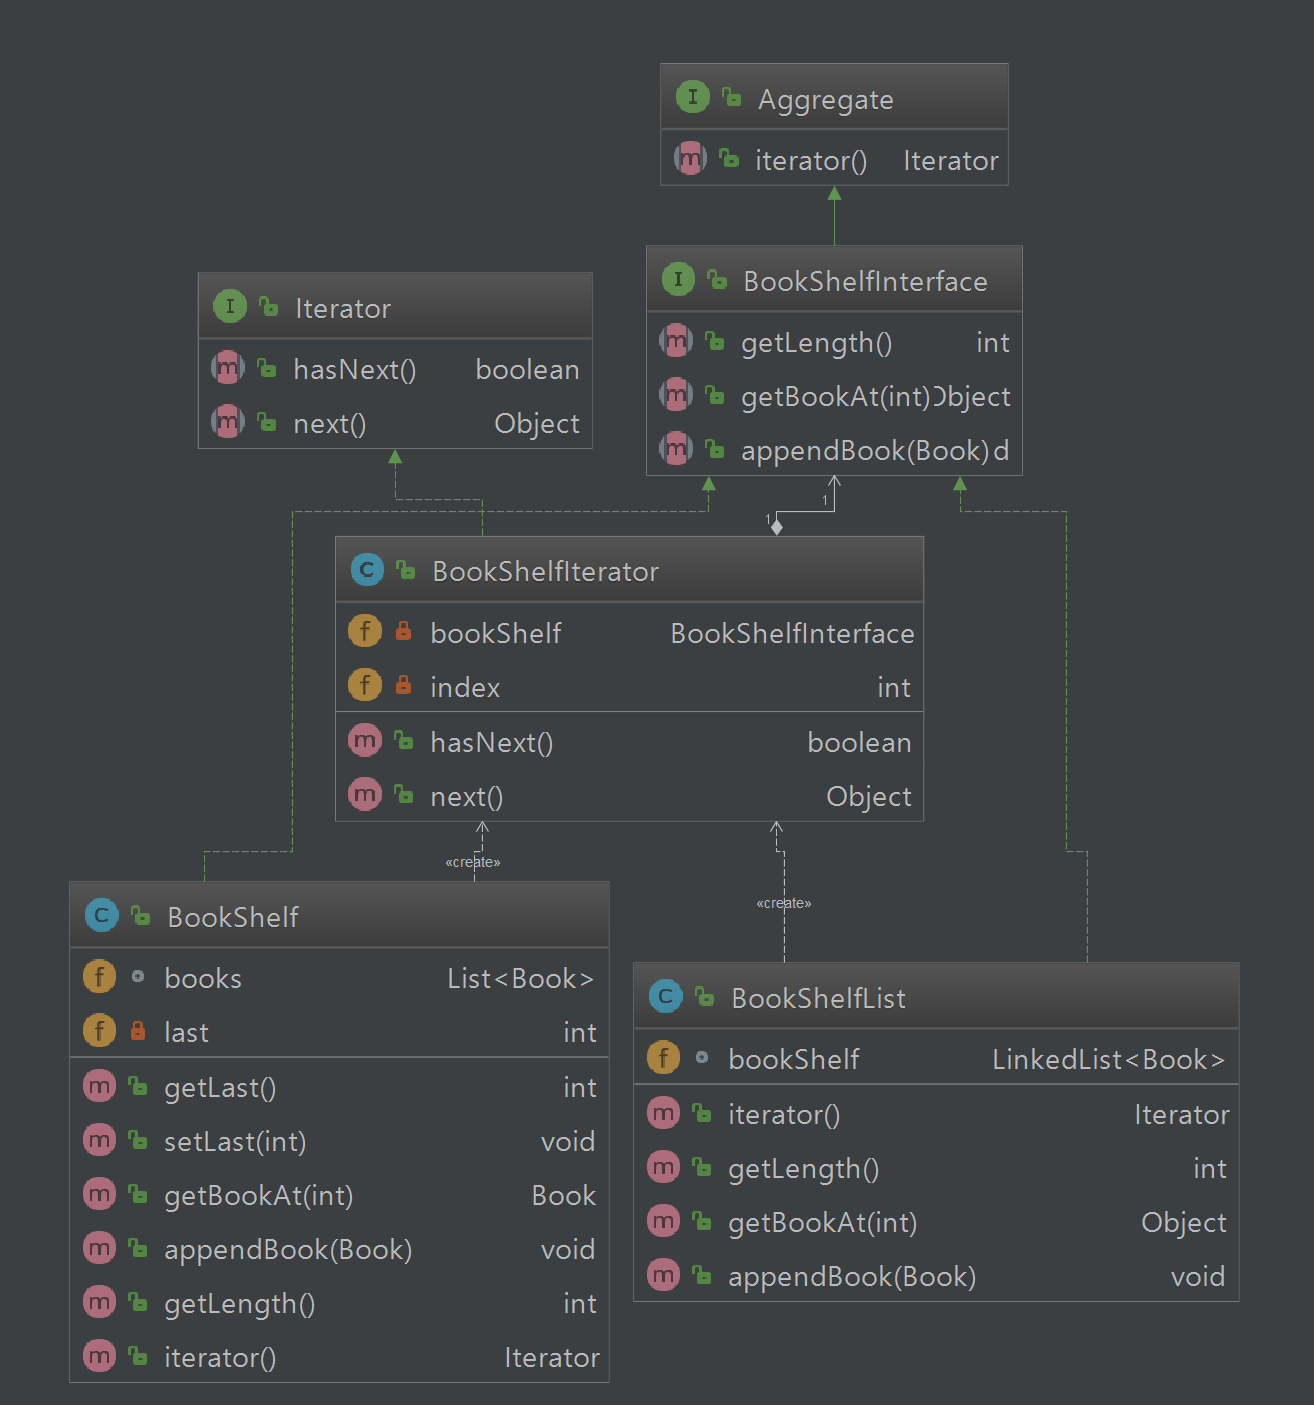 I Aggregate
m iterator() Iterator
I BookShelfInterface
m getLength() int
m getBookAt(int) Object
m appendBook(Book) d
I Iterator
m hasNext() boolean
m next() Object
1
1
C BookShelfIterator
f bookShelf BookShelfInterface
f index int
m hasNext() boolean
m next() Object
«create»
«create»
C BookShelf
f books List<Book>
f last int
m getLast() int
m setLast(int) void
m getBookAt(int) Book
m appendBook(Book) void
m getLength() int
m iterator() Iterator
C BookShelfList
f bookShelf LinkedList<Book>
m iterator() Iterator
m getLength() int
m getBookAt(int) Object
m appendBook(Book) void